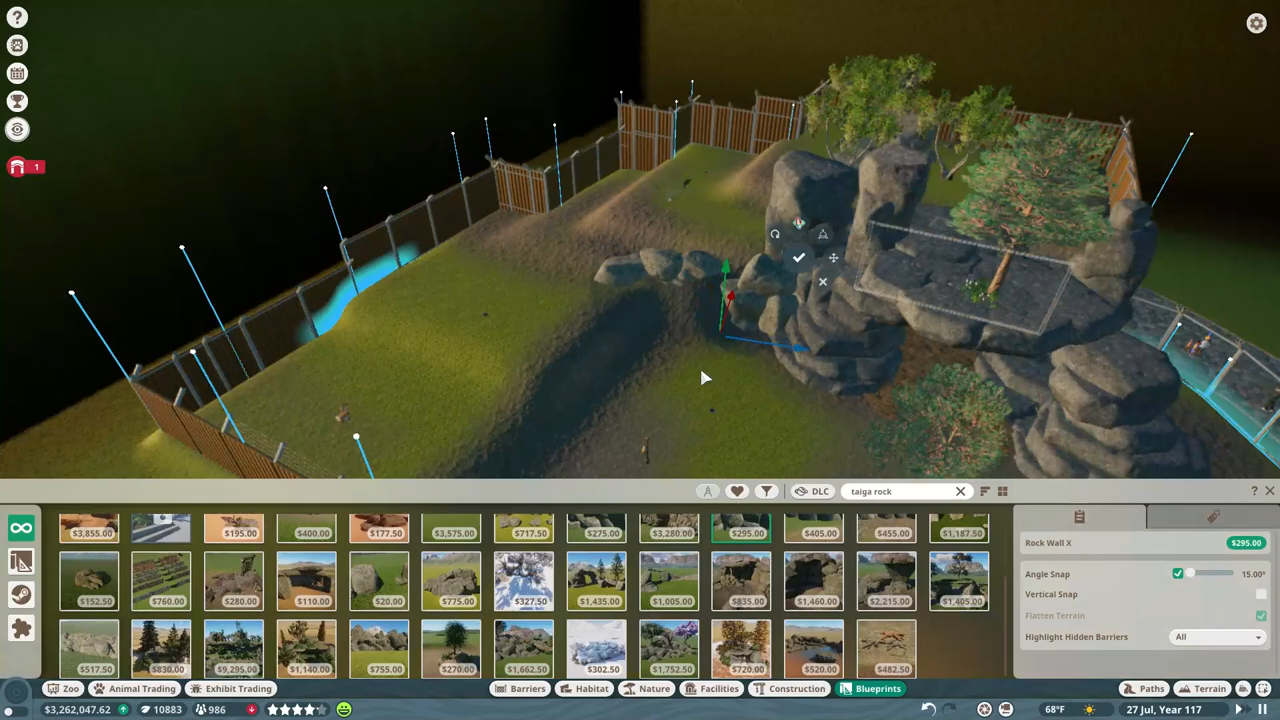 ?
1
DLC
taiga rock
?
$3,855.00
$195.00
$400.00
$177.50
$3,575.00
$717.50
$275.00
$3,280.00
$295.00
$405.00
$455.00
$1,187.50
$152.50
$760.00
$280.00
$110.00
$20.00
$775.00
$327.50
$1,435.00
$1,005.00
$835.00
$1,460.00
$2,215.00
$1,405.00
$517.50
$830.00
$9,295.00
$1,140.00
$755.00
$270.00
$1,662.50
$302.50
$1,752.50
$720.00
$520.00
$482.50
Rock Wall X
$295.00
Angle Snap
15.00°
Vertical Snap
Flatten Terrain
Highlight Hidden Barriers
All
Zoo
Animal Trading
Exhibit Trading
Barriers
Habitat
Nature
Facilities
Construction
Blueprints
Paths
Terrain
$3,262,047.62
10883
986
68°F
27 Jul, Year 117